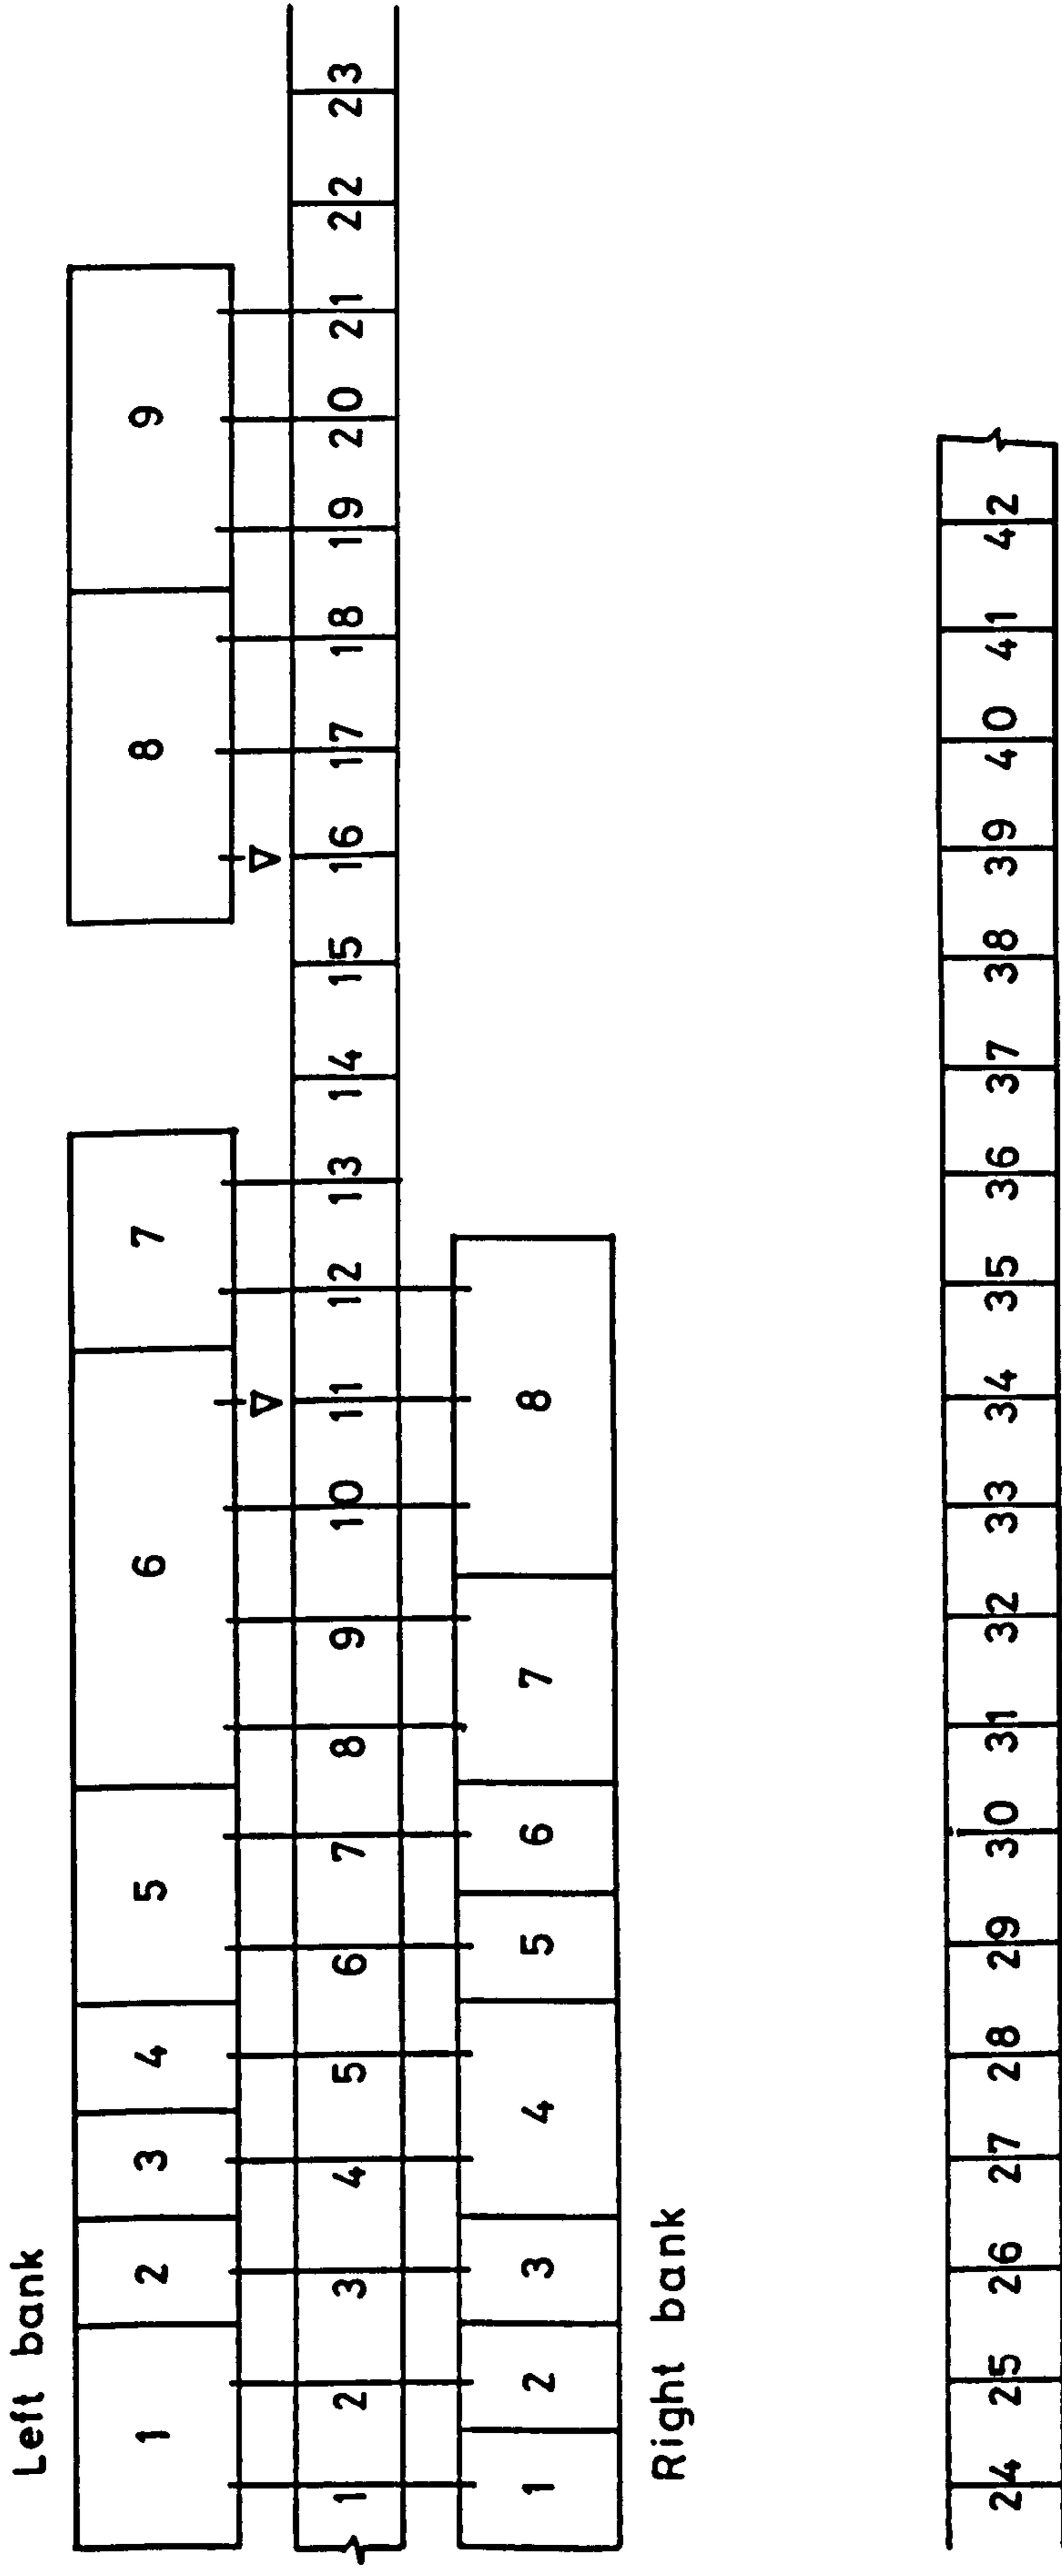 Left bank
1 2 3 4 5 6 7 8 9
1 2 3 4 5 6 7 8 9 10 11 12 13 14 15 16 17 18 19 20 21 22 23
1 2 3 4 5 6 7 8
Right bank
24 25 26 27 28 29 30 31 32 33 34 35 36 37 38 39 40 41 42